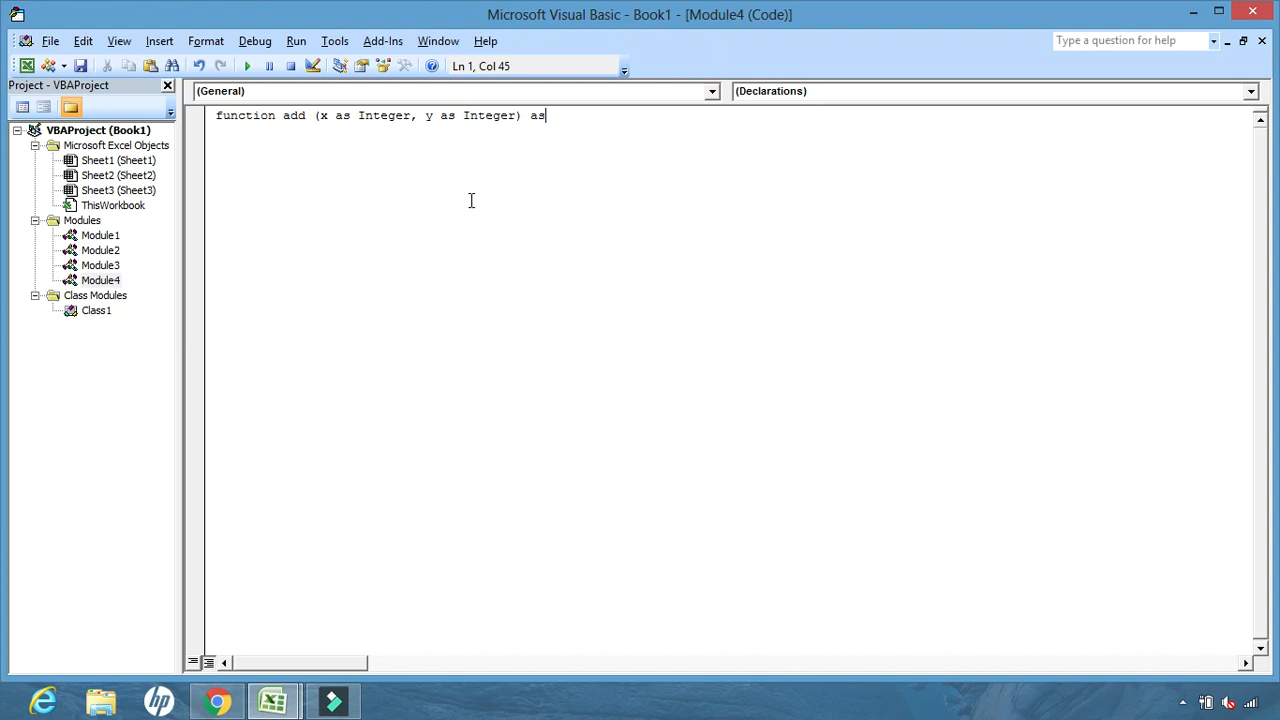 Microsoft Visual Basic - Book1 - [Module4 (Code)]
File Edit View Insert Format Debug Run Tools Add-Ins Window Help
Type a question for help
Ln 1, Col 45
Project - VBAProject
(General)
(Declarations)
function add (x as Integer, y as Integer) as
VBAProject (Book1)
Microsoft Excel Objects
Sheet1 (Sheet1)
Sheet2 (Sheet2)
Sheet3 (Sheet3)
ThisWorkbook
Modules
Module1
Module2
Module3
Module4
Class Modules
Class1
hp